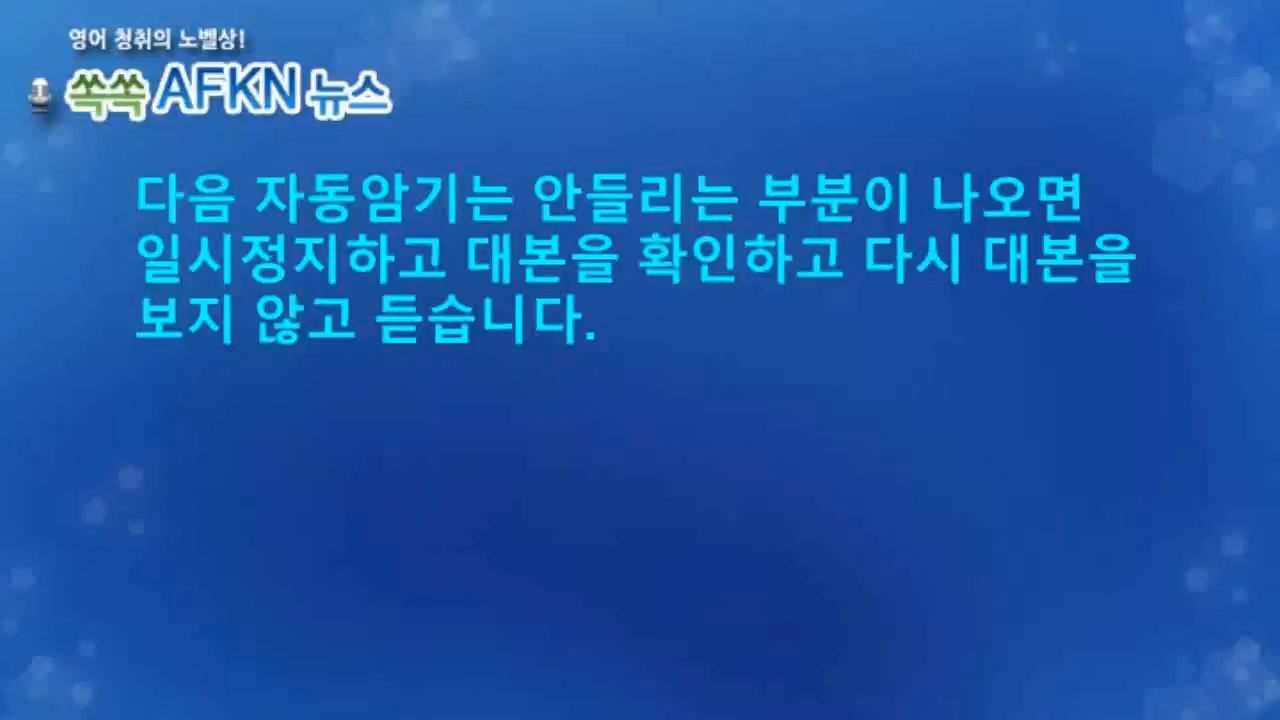 영어 청취의 노벨상!
쏙쏙 AFKN 뉴스
다음 자동암기는 안들리는 부분이 나오면
일시정지하고 대본을 확인하고 다시 대본을
보지 않고 듣습니다.